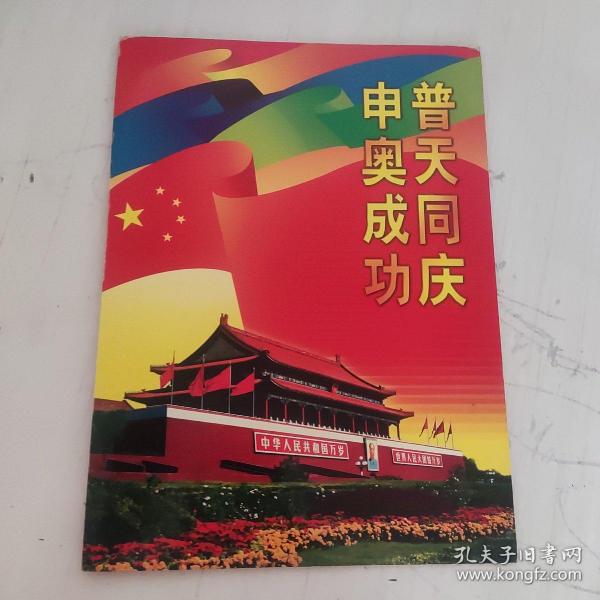 普天同庆
申奥成功
中华人民共和国万岁
世界人民大团结万岁
孔夫子旧书网
www.kongfz.com